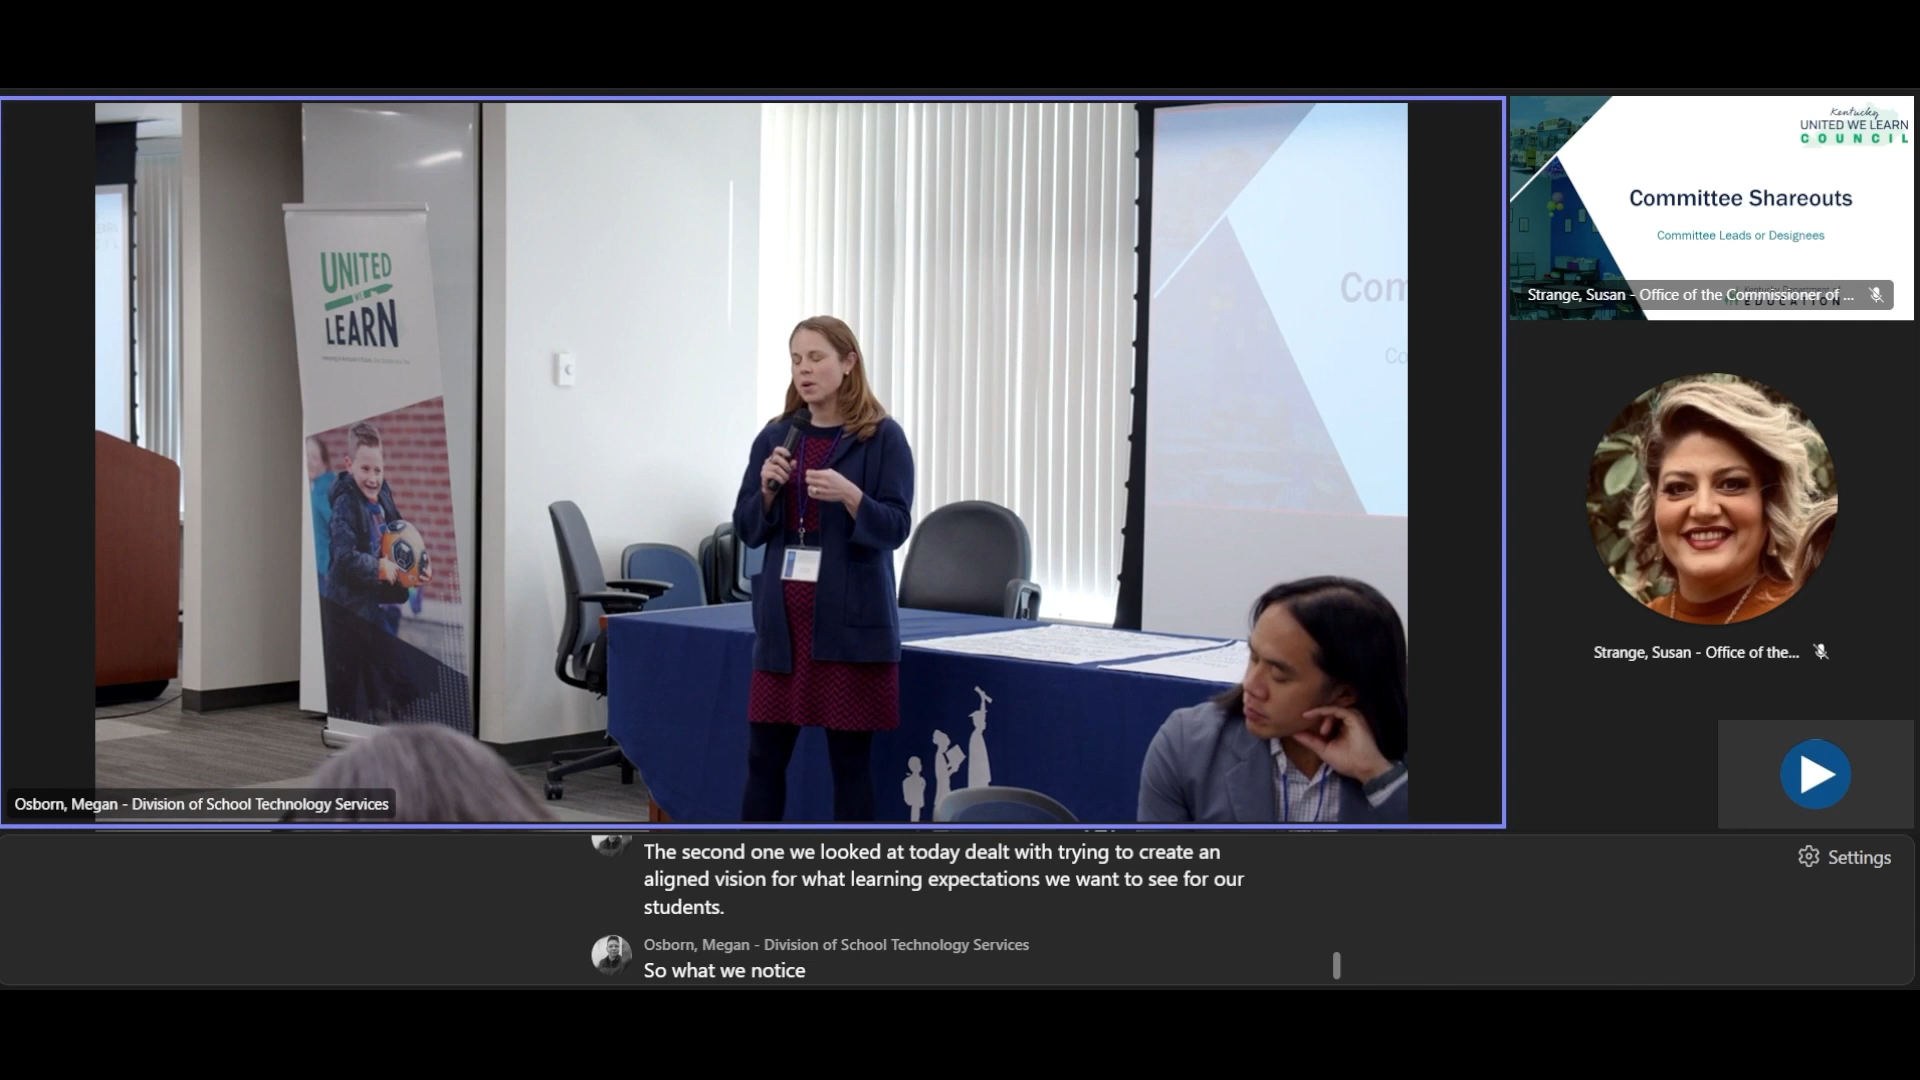 UNITED
WE
LEARN
Com
Co
Osborn, Megan - Division of School Technology Services
Kentucky
UNITED WE LEARN
COUNCIL
Committee Shareouts
Committee Leads or Designees
Strange, Susan - Office of the Commissioner of ...
EDUCATION
Strange, Susan - Office of the...
The second one we looked at today dealt with trying to create an
aligned vision for what learning expectations we want to see for our
students.
Osborn, Megan - Division of School Technology Services
So what we notice
Settings